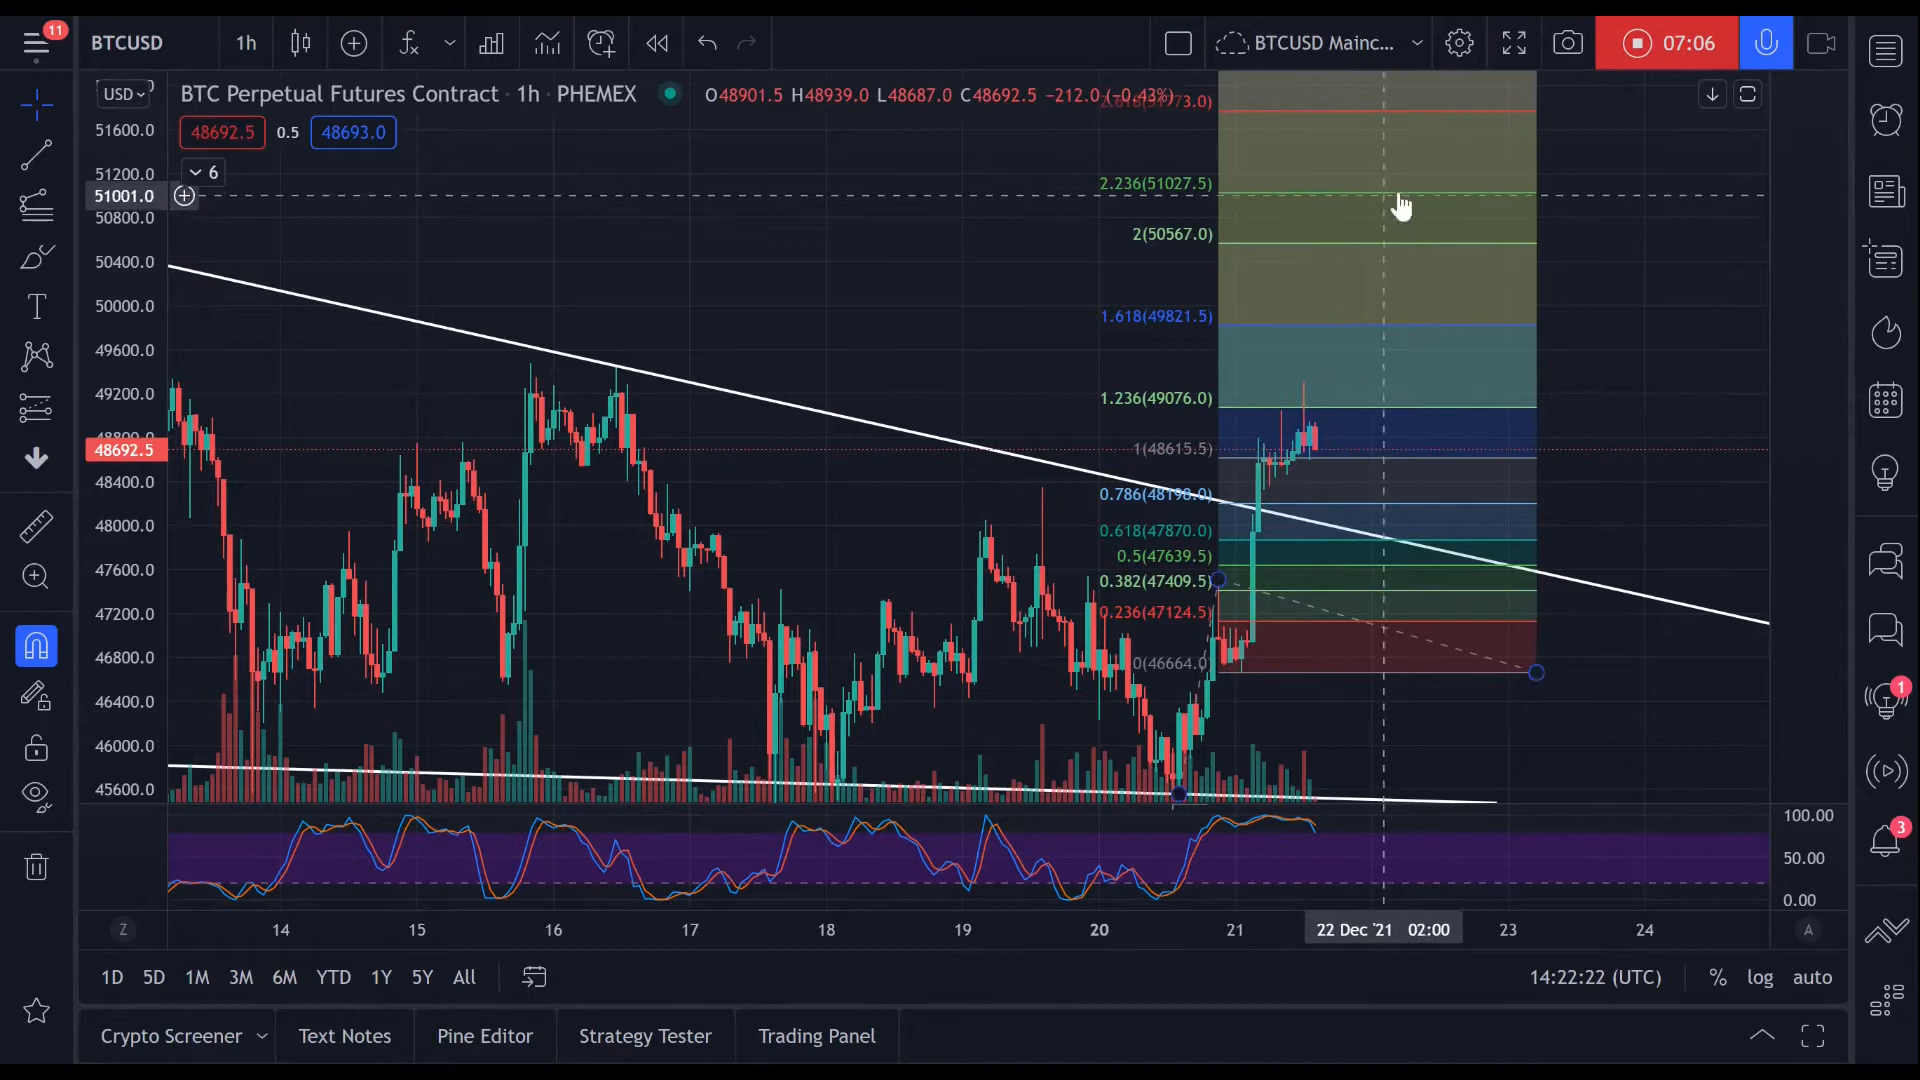 11
BTCUSD
1h
BTCUSD Mainc...
07:06
USD
BTC Perpetual Futures Contract · 1h · PHEMEX
O48901.5 H48939.0 L48687.0 C48692.5 −212.0 (−0.43%)
48692.5
0.5
48693.0
6
51600.0
51200.0
51001.0
50800.0
50400.0
50000.0
49600.0
49200.0
48692.5
48400.0
48000.0
47600.0
47200.0
46800.0
46400.0
46000.0
45600.0
2.236(51027.5)
2(50567.0)
1.618(49821.5)
1.236(49076.0)
1(48615.5)
0.786(48198.0)
0.618(47870.0)
0.5(47639.5)
0.382(47409.5)
0.236(47124.5)
0(46664.0)
100.00
50.00
0.00
1
3
Z
14
15
16
17
18
19
20
21
22 Dec '21 02:00
23
24
A
1D
5D
1M
3M
6M
YTD
1Y
5Y
All
14:22:22 (UTC)
%
log
auto
Crypto Screener
Text Notes
Pine Editor
Strategy Tester
Trading Panel